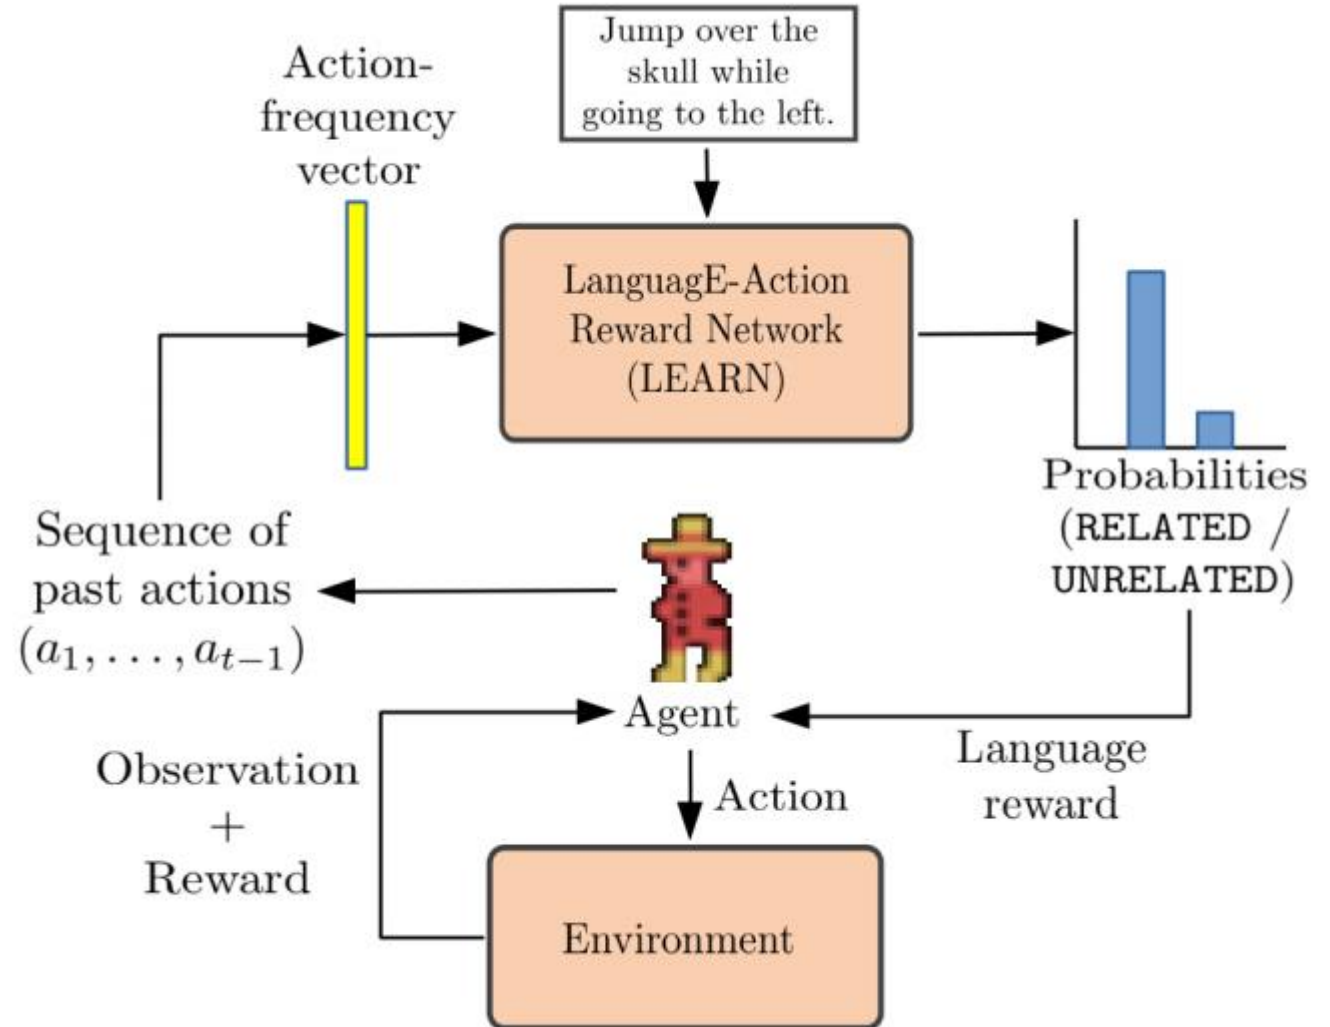 Action-
frequency
vector
Jump over the
skull while
going to the left.
LanguagE-Action
Reward Network
(LEARN)
Probabilities
(RELATED /
UNRELATED)
Sequence of
past actions
(a₁, . . . , aₜ₋₁)
Agent
Language
reward
Observation
+
Reward
Action
Environment